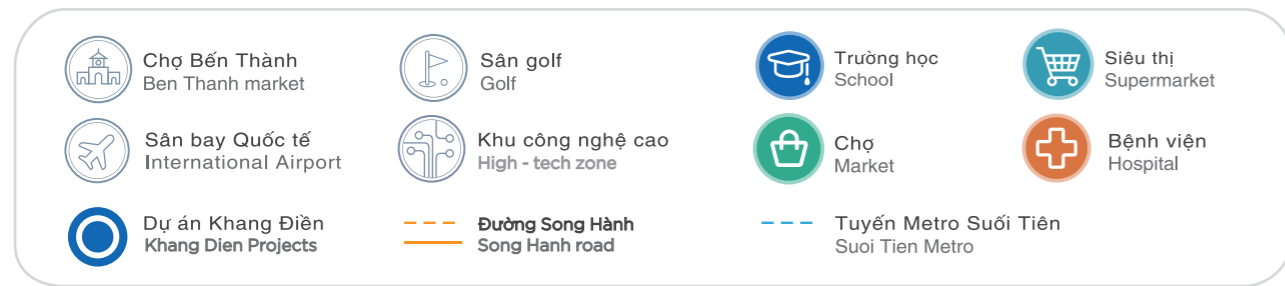 Chợ Bến Thành
Ben Thanh market
Sân golf
Golf
Trường học
School
Siêu thị
Supermarket
Sân bay Quốc tế
International Airport
Khu công nghệ cao
High - tech zone
Chợ
Market
Bệnh viện
Hospital
Dự án Khang Điền
Khang Dien Projects
Đường Song Hành
Song Hanh road
Tuyến Metro Suối Tiên
Suoi Tien Metro